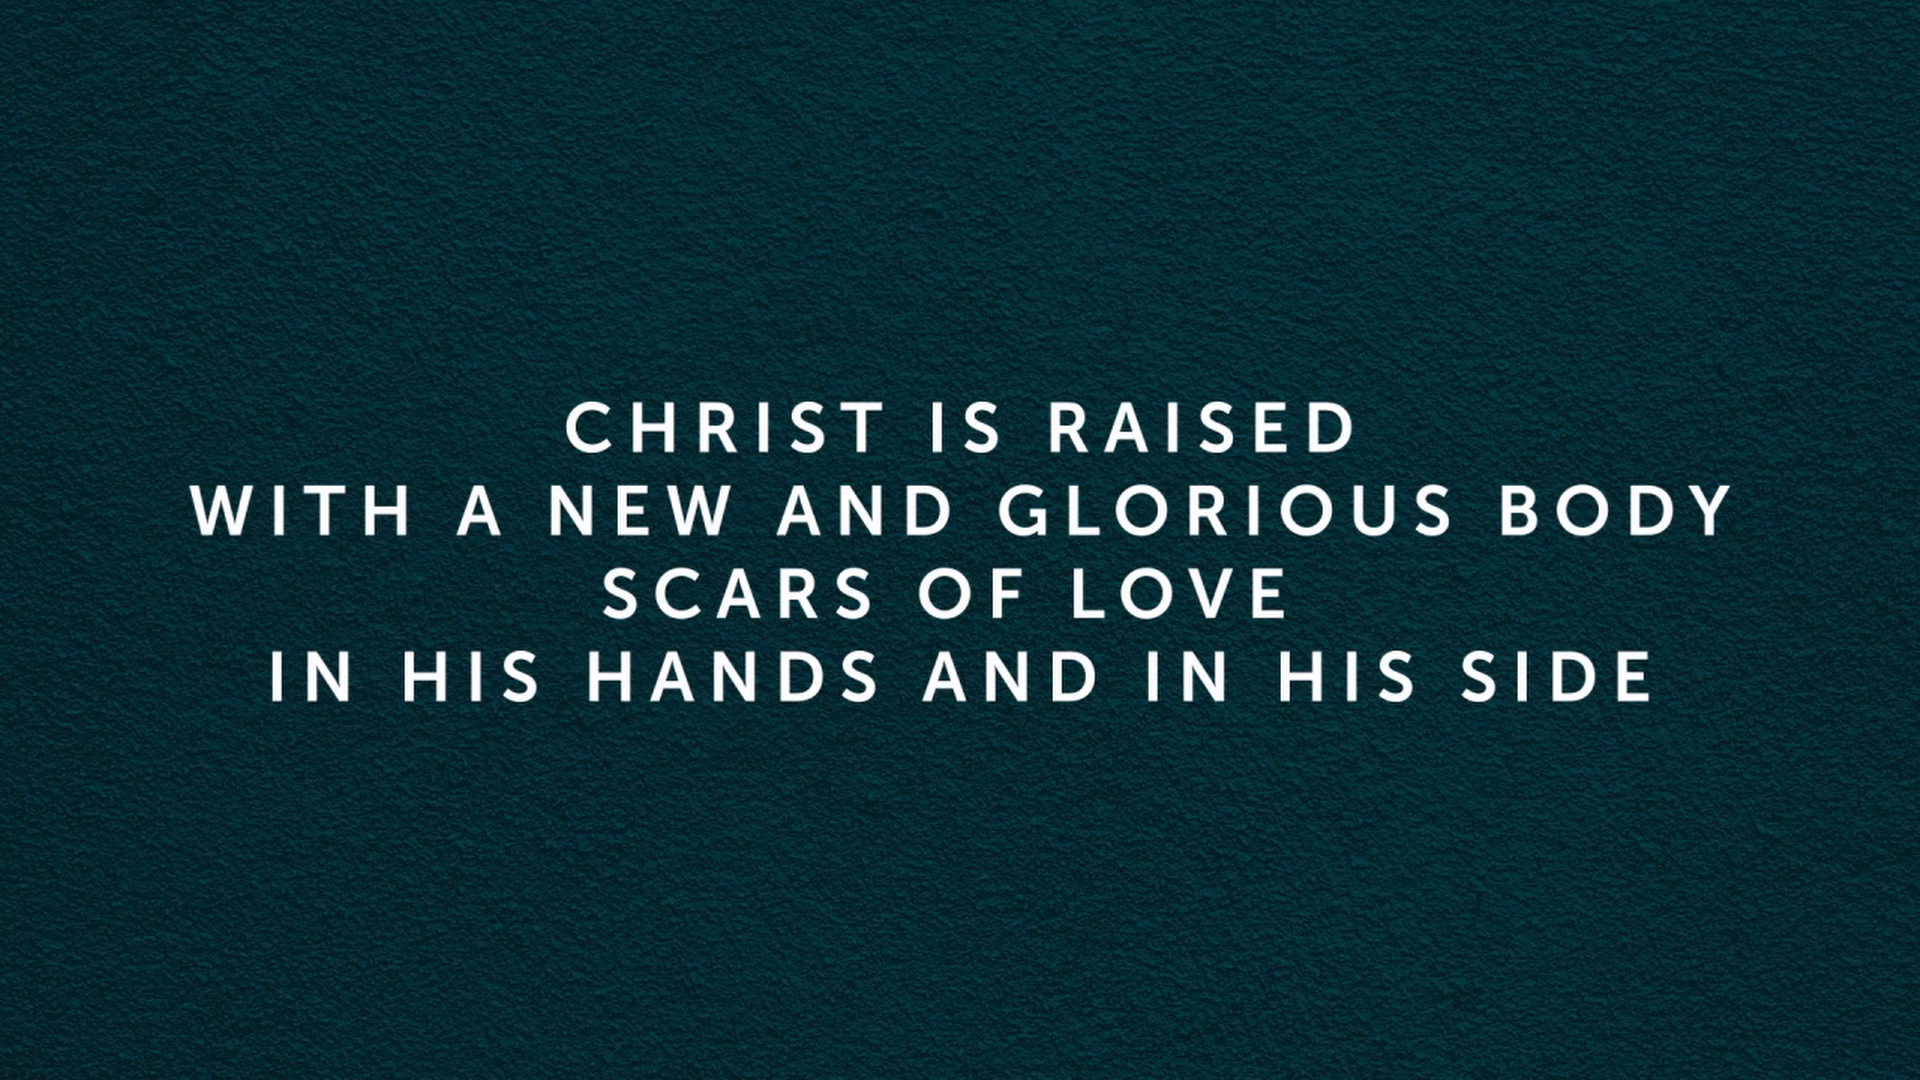 CHRIST IS RAISED
WITH A NEW AND GLORIOUS BODY
SCARS OF LOVE
IN HIS HANDS AND IN HIS SIDE